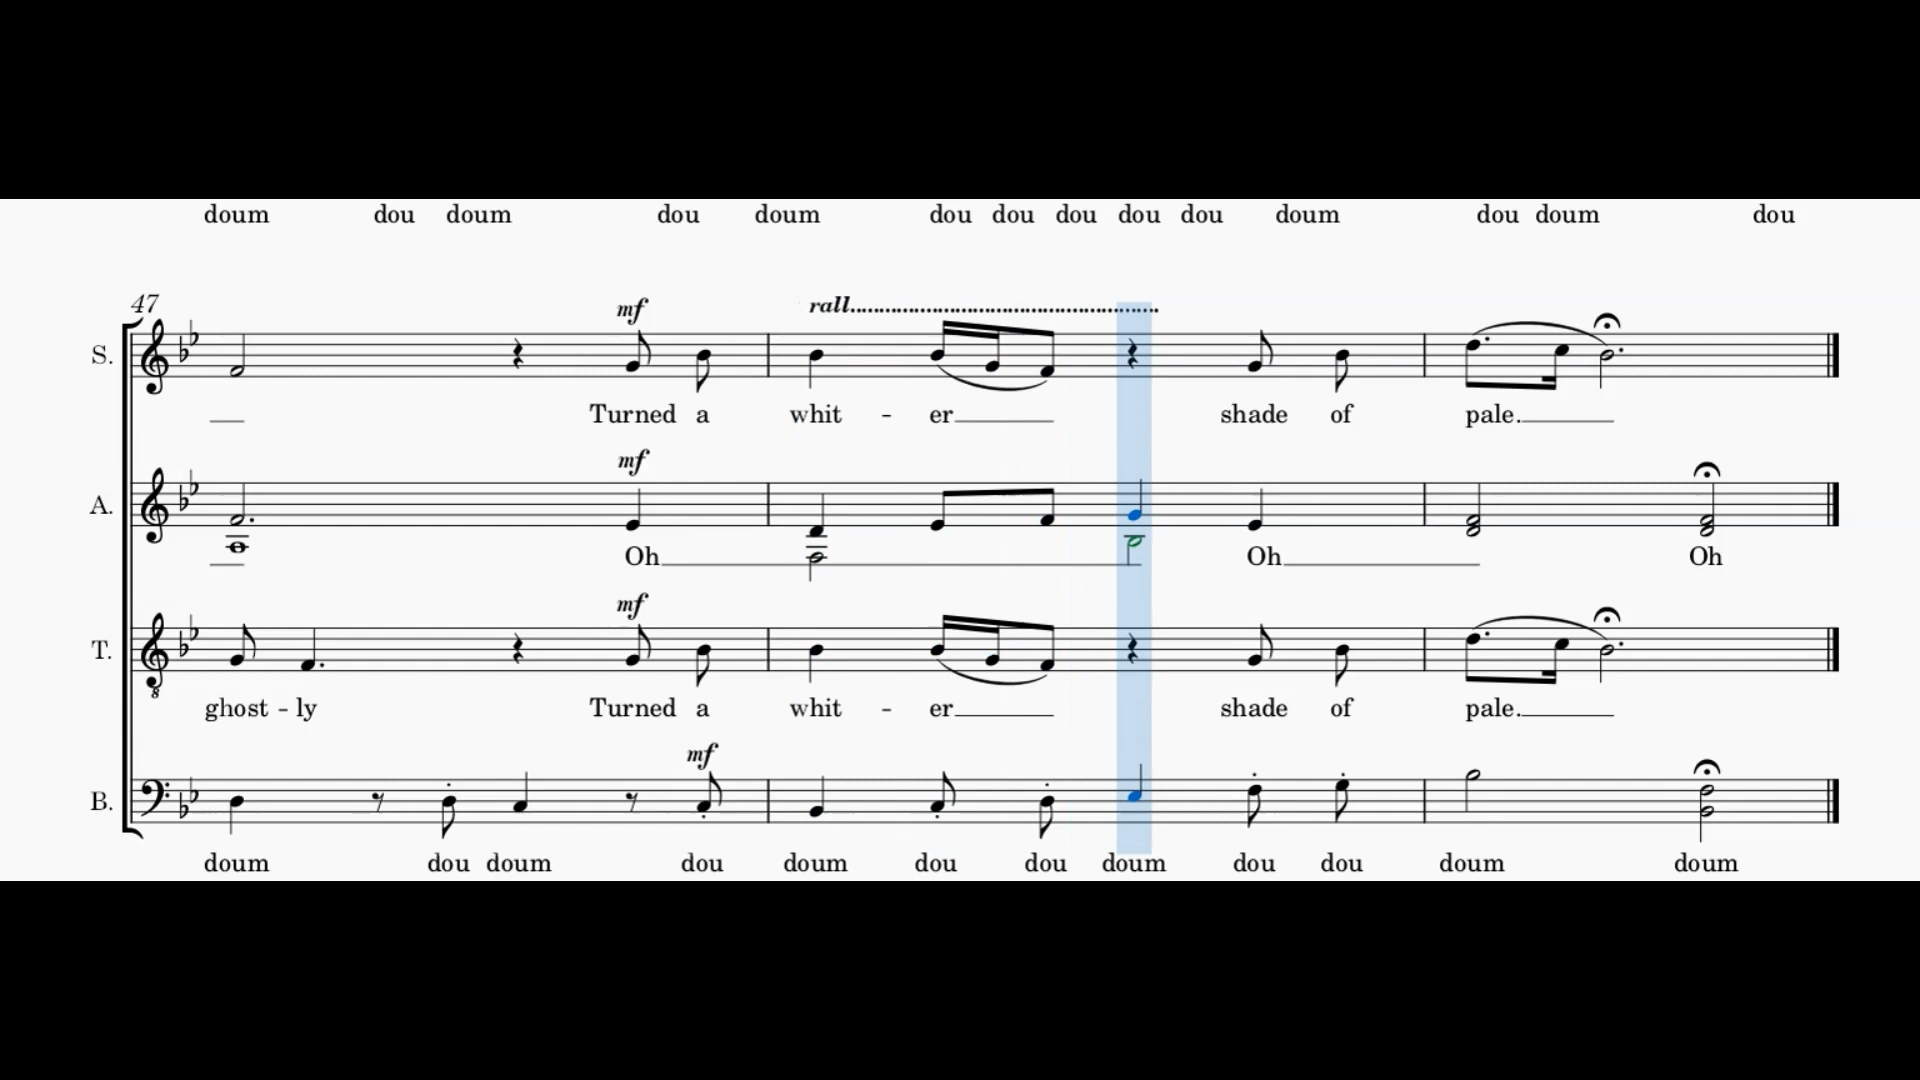 doum dou doum dou doum dou dou dou dou dou doum dou doum dou
47 mf rall
S.
Turned a whit - er shade of pale.
mf
A.
Oh Oh Oh
mf
T.
8
ghost - ly Turned a whit - er shade of pale.
mf
B.
doum dou doum dou doum dou dou doum dou dou doum doum